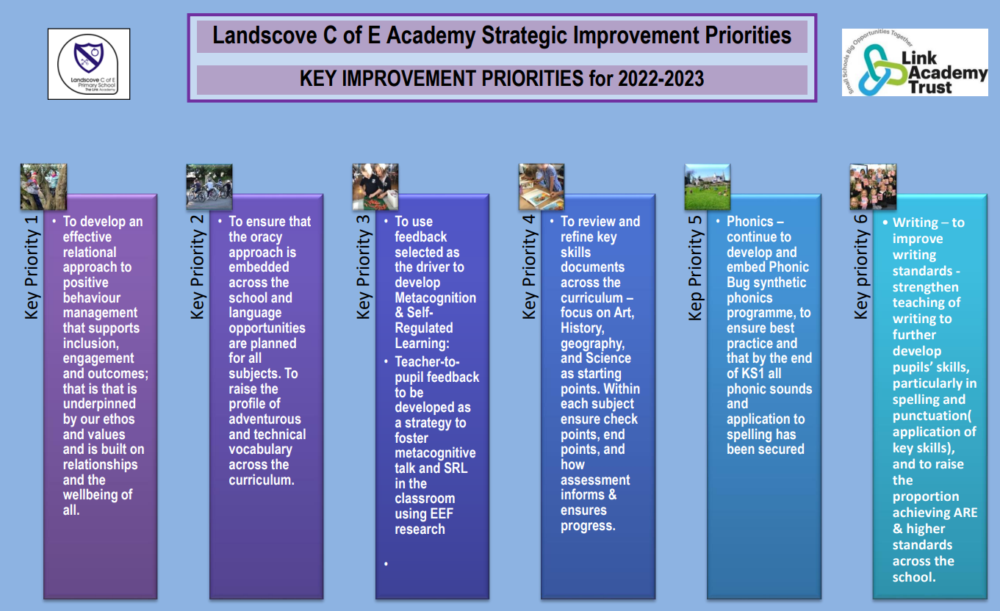 Landscove C of E Academy Strategic Improvement Priorities
KEY IMPROVEMENT PRIORITIES for 2022-2023
Landscove C of E
Primary School
The Link Academy
Small Schools Big Opportunities Together
Link
Academy
Trust
Key Priority 1
• To develop an
effective
relational
approach to
positive
behaviour
management
that supports
inclusion,
engagement
and outcomes;
that is that is
underpinned
by our ethos
and values
and is built on
relationships
and the
wellbeing of
all.
Key Priority 2
• To ensure that
the oracy
approach is
embedded
across the
school and
language
opportunities
are planned
for all
subjects. To
raise the
profile of
adventurous
and technical
vocabulary
across the
curriculum.
Key Priority 3
• To use
feedback
selected as
the driver to
develop
Metacognition
& Self-
Regulated
Learning:
• Teacher-to-
pupil feedback
to be
developed as
a strategy to
foster
metacognitive
talk and SRL
in the
classroom
using EEF
research
•
Key Priority 4
• To review and
refine key
skills
documents
across the
curriculum –
focus on Art,
History,
geography,
and Science
as starting
points. Within
each subject
ensure check
points, end
points, and
how
assessment
informs &
ensures
progress.
Kep Priority 5
• Phonics –
continue to
develop and
embed Phonic
Bug synthetic
phonics
programme, to
ensure best
practice and
that by the end
of KS1 all
phonic sounds
and
application to
spelling has
been secured
Key priority 6
• Writing – to
improve
writing
standards -
strengthen
teaching of
writing to
further
develop
pupils’ skills,
particularly in
spelling and
punctuation(
application of
key skills),
and to raise
the
proportion
achieving ARE
& higher
standards
across the
school.